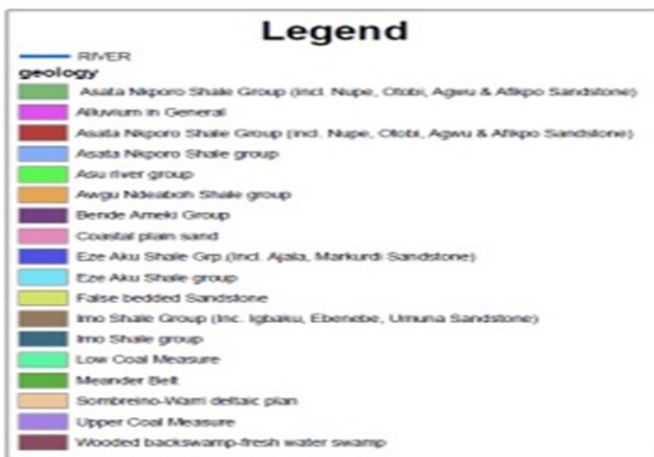 Legend
RIVER
geology
Asata Nkporo Shale Group (incl. Nupe, Otobi, Agwu & Afikpo Sandstone)
Alluvium in General
Asata Nkporo Shale Group (incl. Nupe, Otobi, Agwu & Afikpo Sandstone)
Asata Nkporo Shale group
Asu river group
Awgu Ndeaboh Shale group
Bende Ameki Group
Coastal plain sand
Eze Aku Shale Grp.(Incl. Ajala, Markurdi Sandstone)
Eze Aku Shale group
False bedded Sandstone
Imo Shale Group (Inc. Igbaku, Ebenebe, Umuna Sandstone)
Imo Shale group
Low Coal Measure
Meander Belt
Sombreino-Warri deltaic plan
Upper Coal Measure
Wooded backswamp-fresh water swamp